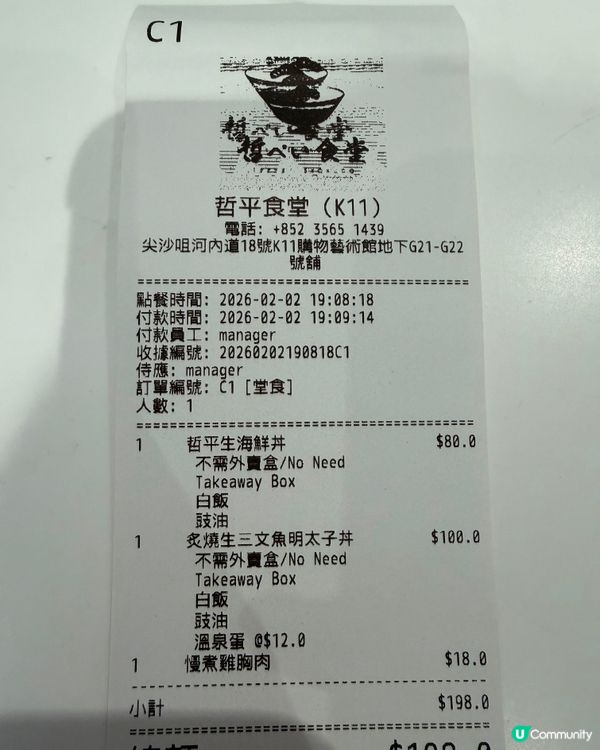 C1
哲ぺい食堂
哲平食堂 (K11)
電話: +852 3565 1439
尖沙咀河內道18號K11購物藝術館地下G21-G22
號舖
點餐時間: 2026-02-02 19:08:18
付款時間: 2026-02-02 19:09:14
付款員工: manager
收據編號: 20260202190818C1
侍應: manager
訂單編號: C1 [堂食]
人數: 1
1 哲平生海鮮丼 $80.0
不需外賣盒/No Need
Takeaway Box
白飯
豉油
1 炙燒生三文魚明太子丼 $100.0
不需外賣盒/No Need
Takeaway Box
白飯
豉油
溫泉蛋 @$12.0
1 慢煮雞胸肉 $18.0
小計 $198.0
U Community